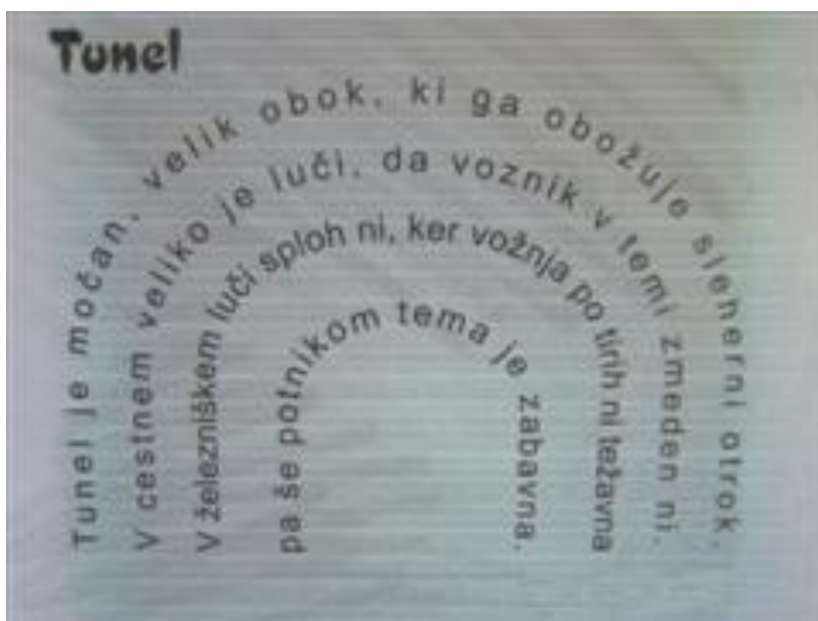 Tunel
Tunel je močan, velik obok, ki ga obožuje sleherni otrok.
V cestnem veliko je luči, da voznik v temi zmeden ni.
V železniškem luči sploh ni, ker vožnja po tirih ni težavna
pa še potnikom tema je zabavna.